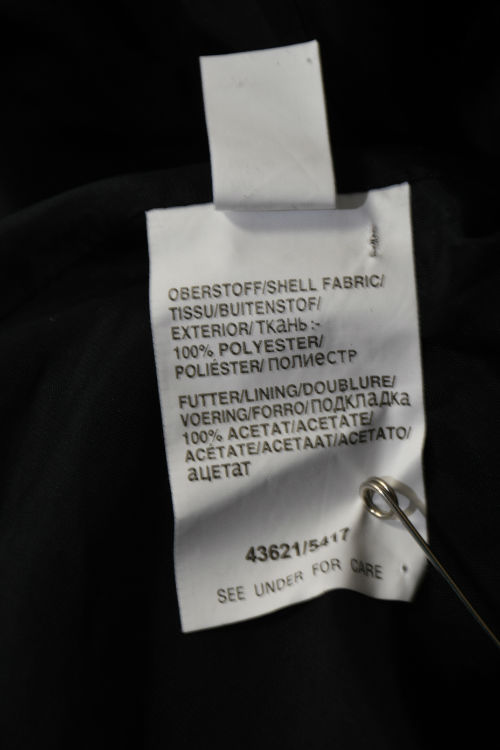 OBERSTOFF/SHELL FABRIC/
TISSU/BUITENSTOF/
EXTERIOR/ТКАНЬ:-
100% POLYESTER/
POLIÉSTER/ПОЛИЕСТР
FUTTER/LINING/DOUBLURE/
VOERING/FORRO/ПОДКЛАДКА
100% ACETAT/ACETATE/
ACÉTATE/ACETAAT/ACETATO/
АЦЕТАТ
43621/5417
SEE UNDER FOR CARE